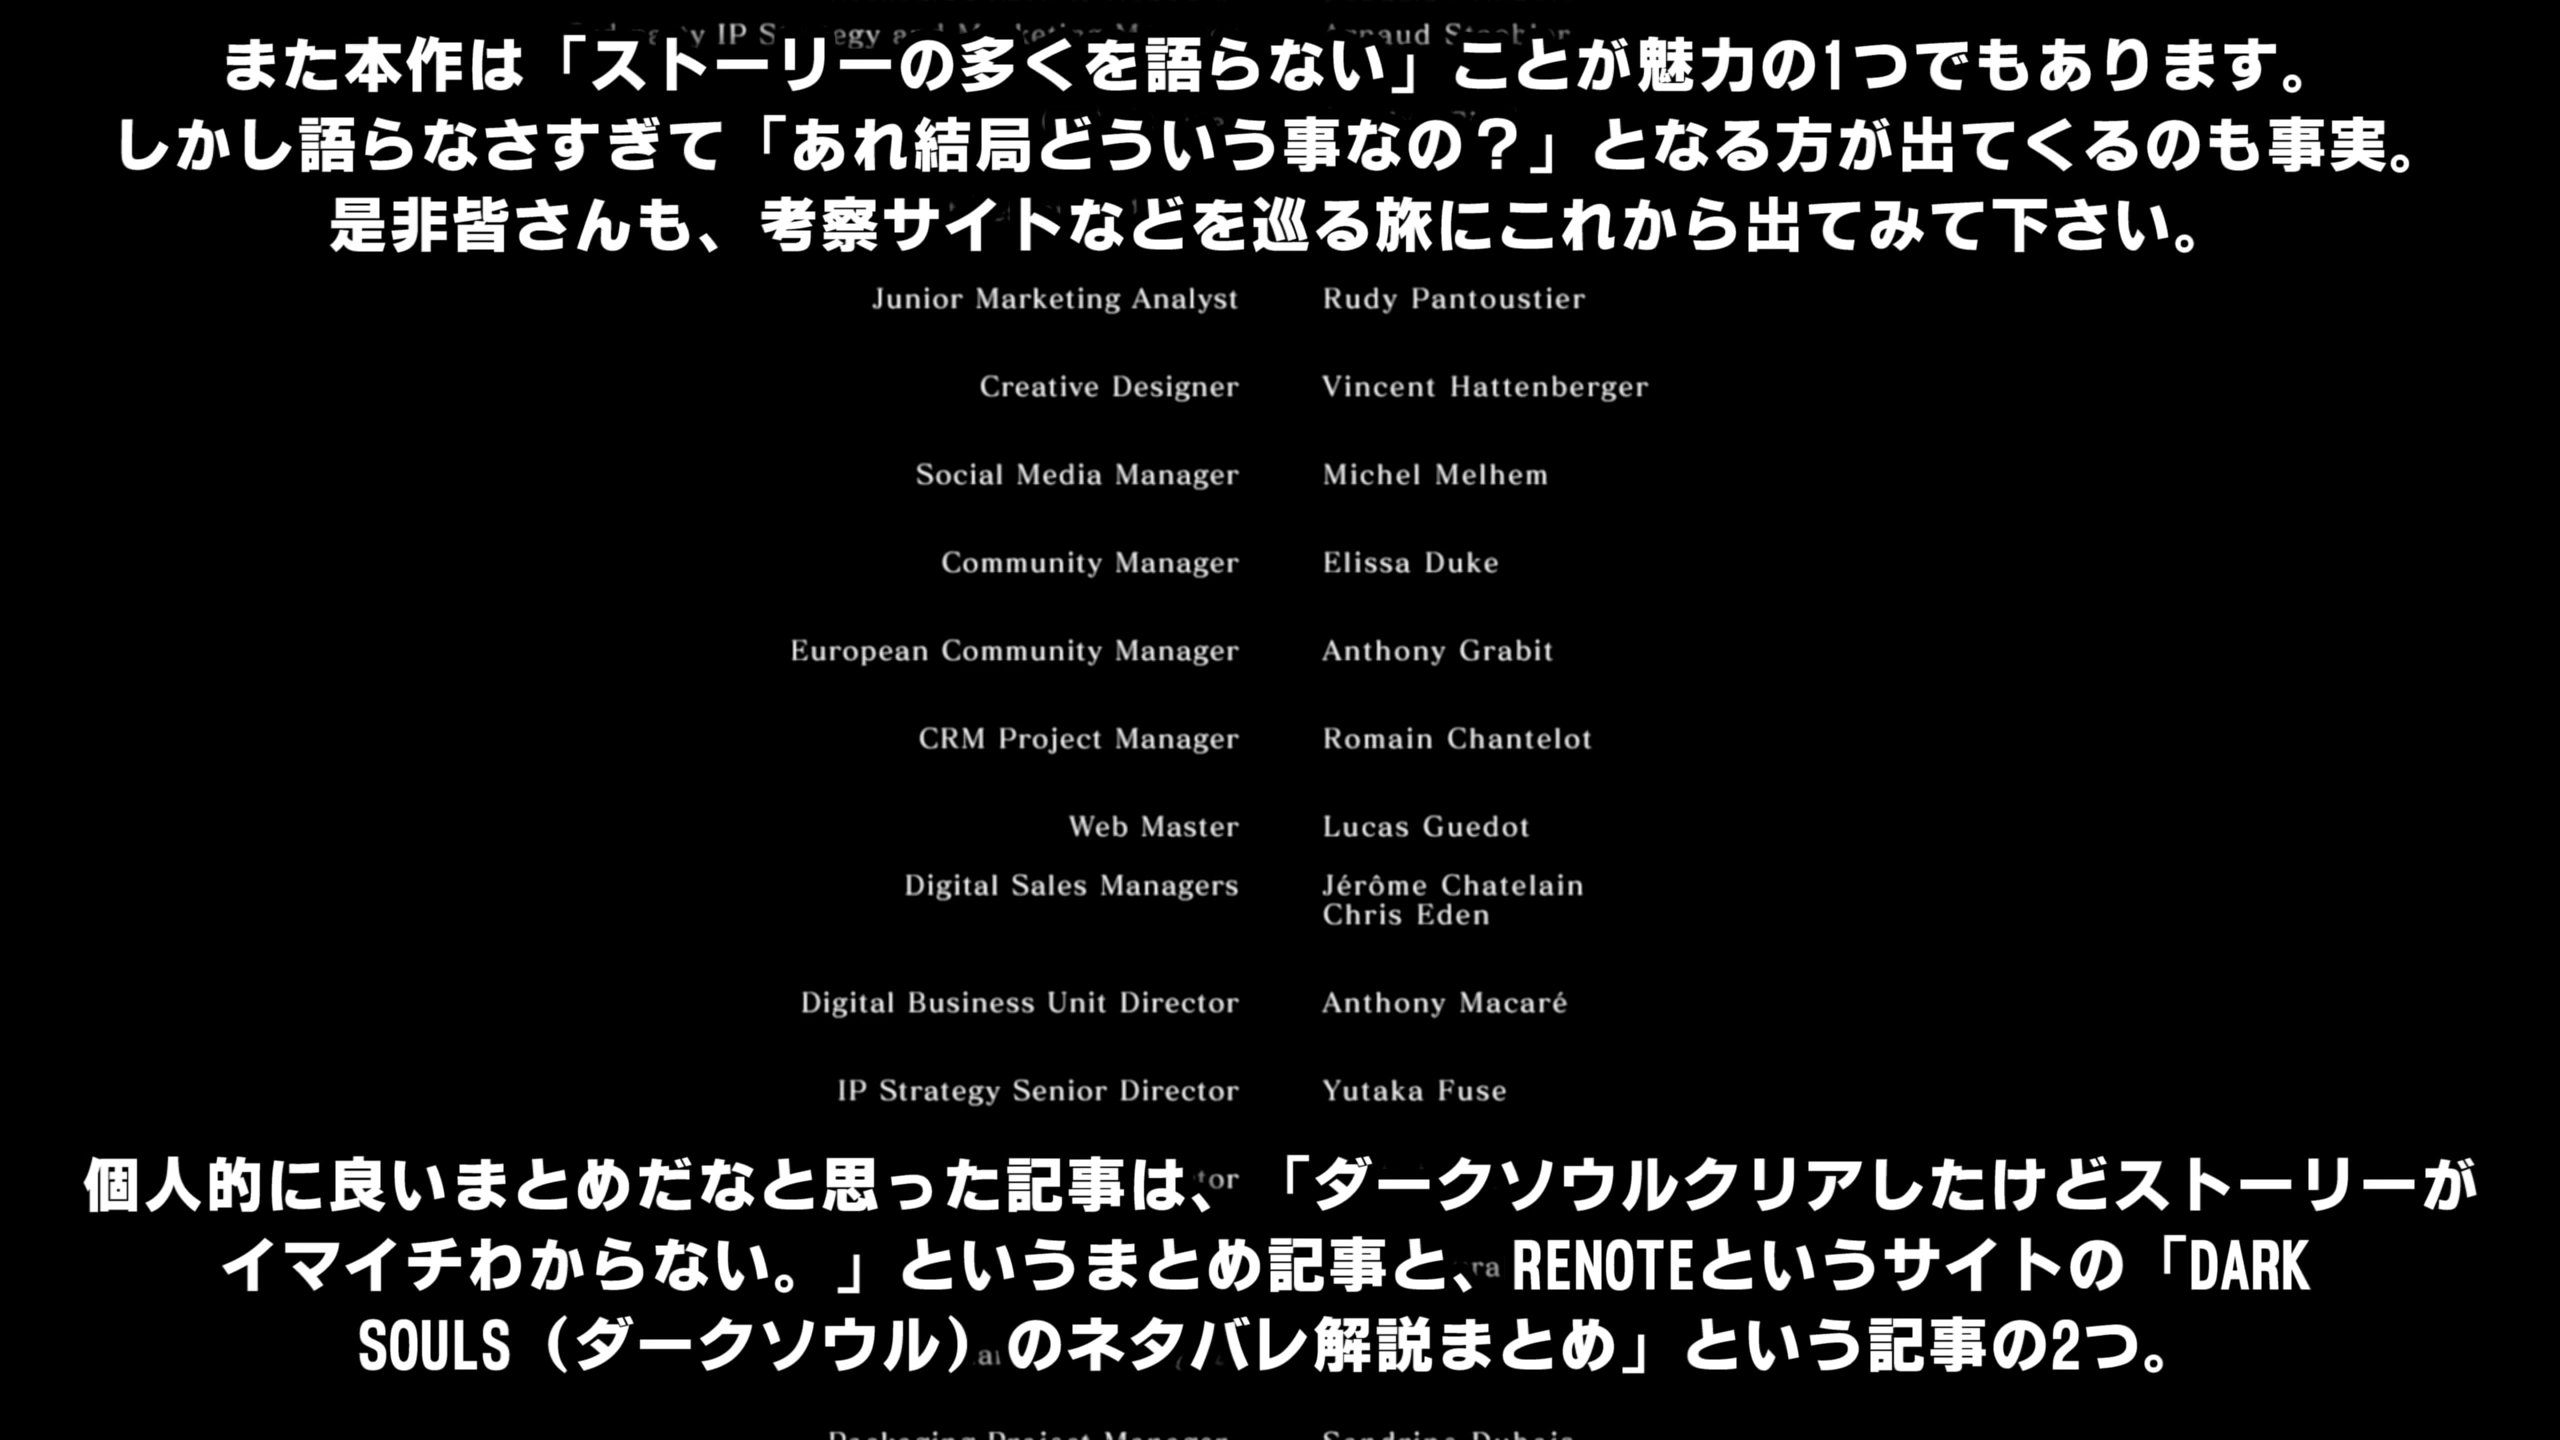 また本作は「ストーリーの多くを語らない」ことが魅力の1つでもあります。
しかし語らなさすぎて「あれ結局どういう事なの？」となる方が出てくるのも事実。
是非皆さんも、考察サイトなどを巡る旅にこれから出てみて下さい。
Junior Marketing Analyst Rudy Pantoustier
Creative Designer Vincent Hattenberger
Social Media Manager Michel Melhem
Community Manager Elissa Duke
European Community Manager Anthony Grabit
CRM Project Manager Romain Chantelot
Web Master Lucas Guedot
Digital Sales Managers Jérôme Chatelain
Chris Eden
Digital Business Unit Director Anthony Macaré
IP Strategy Senior Director Yutaka Fuse
個人的に良いまとめだなと思った記事は、「ダークソウルクリアしたけどストーリーが
イマイチわからない。」というまとめ記事と、RENOTEというサイトの「DARK
SOULS（ダークソウル）のネタバレ解説まとめ」という記事の2つ。
Packaging Project Manager